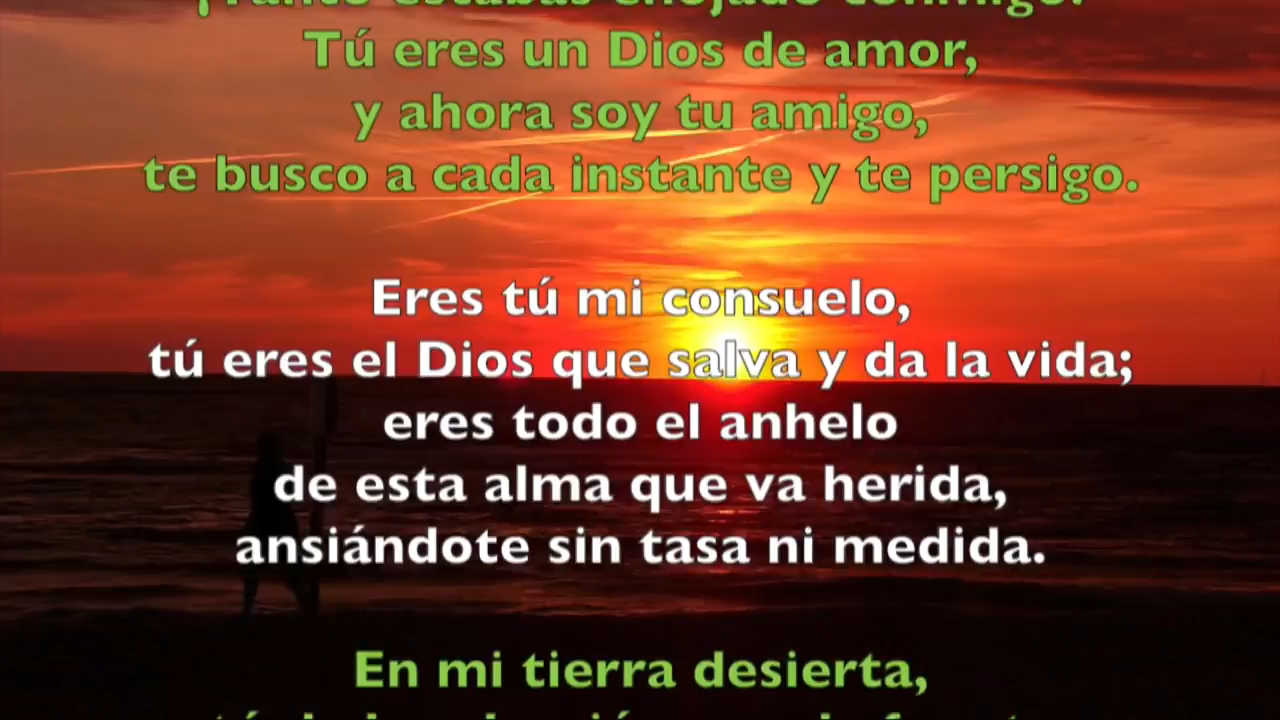 ¡Tanto estabas enojado conmigo!
Tú eres un Dios de amor,
y ahora soy tu amigo,
te busco a cada instante y te persigo.
Eres tú mi consuelo,
tú eres el Dios que salva y da la vida;
eres todo el anhelo
de esta alma que va herida,
ansiándote sin tasa ni medida.
En mi tierra desierta,